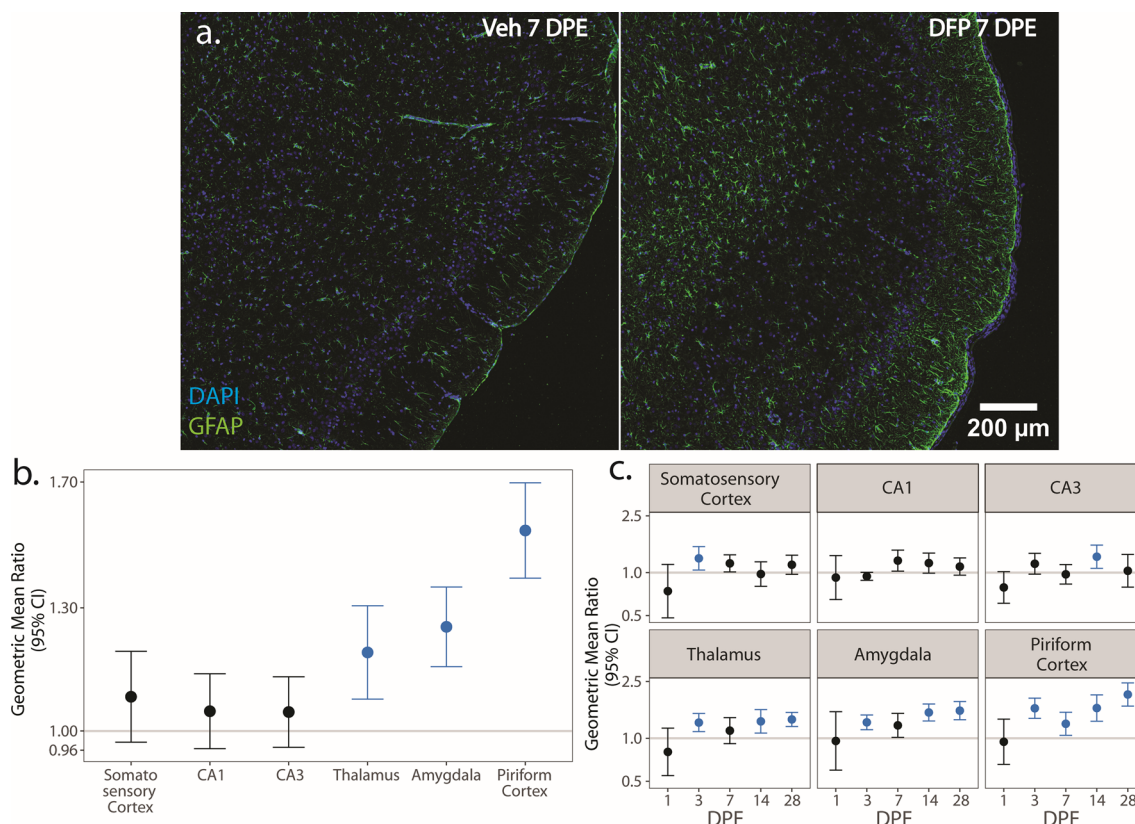 a.
Veh 7 DPE
DFP 7 DPE
DAPI
GFAP
200 µm
b.
Geometric Mean Ratio
(95% CI)
1.70
1.30
1.00
0.96
Somato
sensory
Cortex
CA1
CA3
Thalamus
Amygdala
Piriform
Cortex
c.
Geometric Mean Ratio
(95% CI)
Somatosensory
Cortex
CA1
CA3
2.5
1.0
0.5
Thalamus
Amygdala
Piriform
Cortex
2.5
1.0
0.5
1 3 7 14 28
1 3 7 14 28
1 3 7 14 28
DPE
DPE
DPE